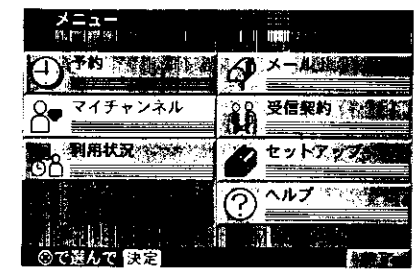 メニュー
予約
メール
マイチャンネル
受信契約
利用状況
セットアップ
ヘルプ
で選んで 決定